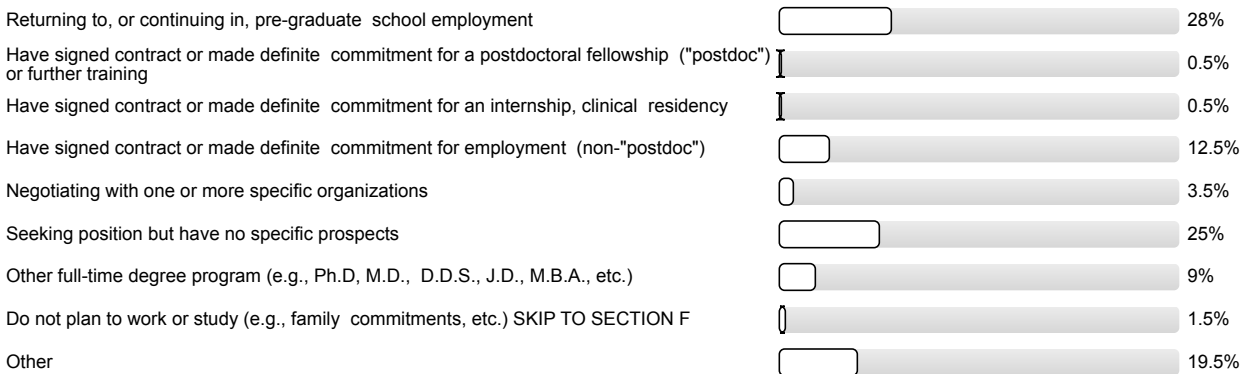 Returning to, or continuing in, pre-graduate school employment 28%
Have signed contract or made definite commitment for a postdoctoral fellowship ("postdoc")
or further training 0.5%
Have signed contract or made definite commitment for an internship, clinical residency 0.5%
Have signed contract or made definite commitment for employment (non-"postdoc") 12.5%
Negotiating with one or more specific organizations 3.5%
Seeking position but have no specific prospects 25%
Other full-time degree program (e.g., Ph.D, M.D., D.D.S., J.D., M.B.A., etc.) 9%
Do not plan to work or study (e.g., family commitments, etc.) SKIP TO SECTION F 1.5%
Other 19.5%